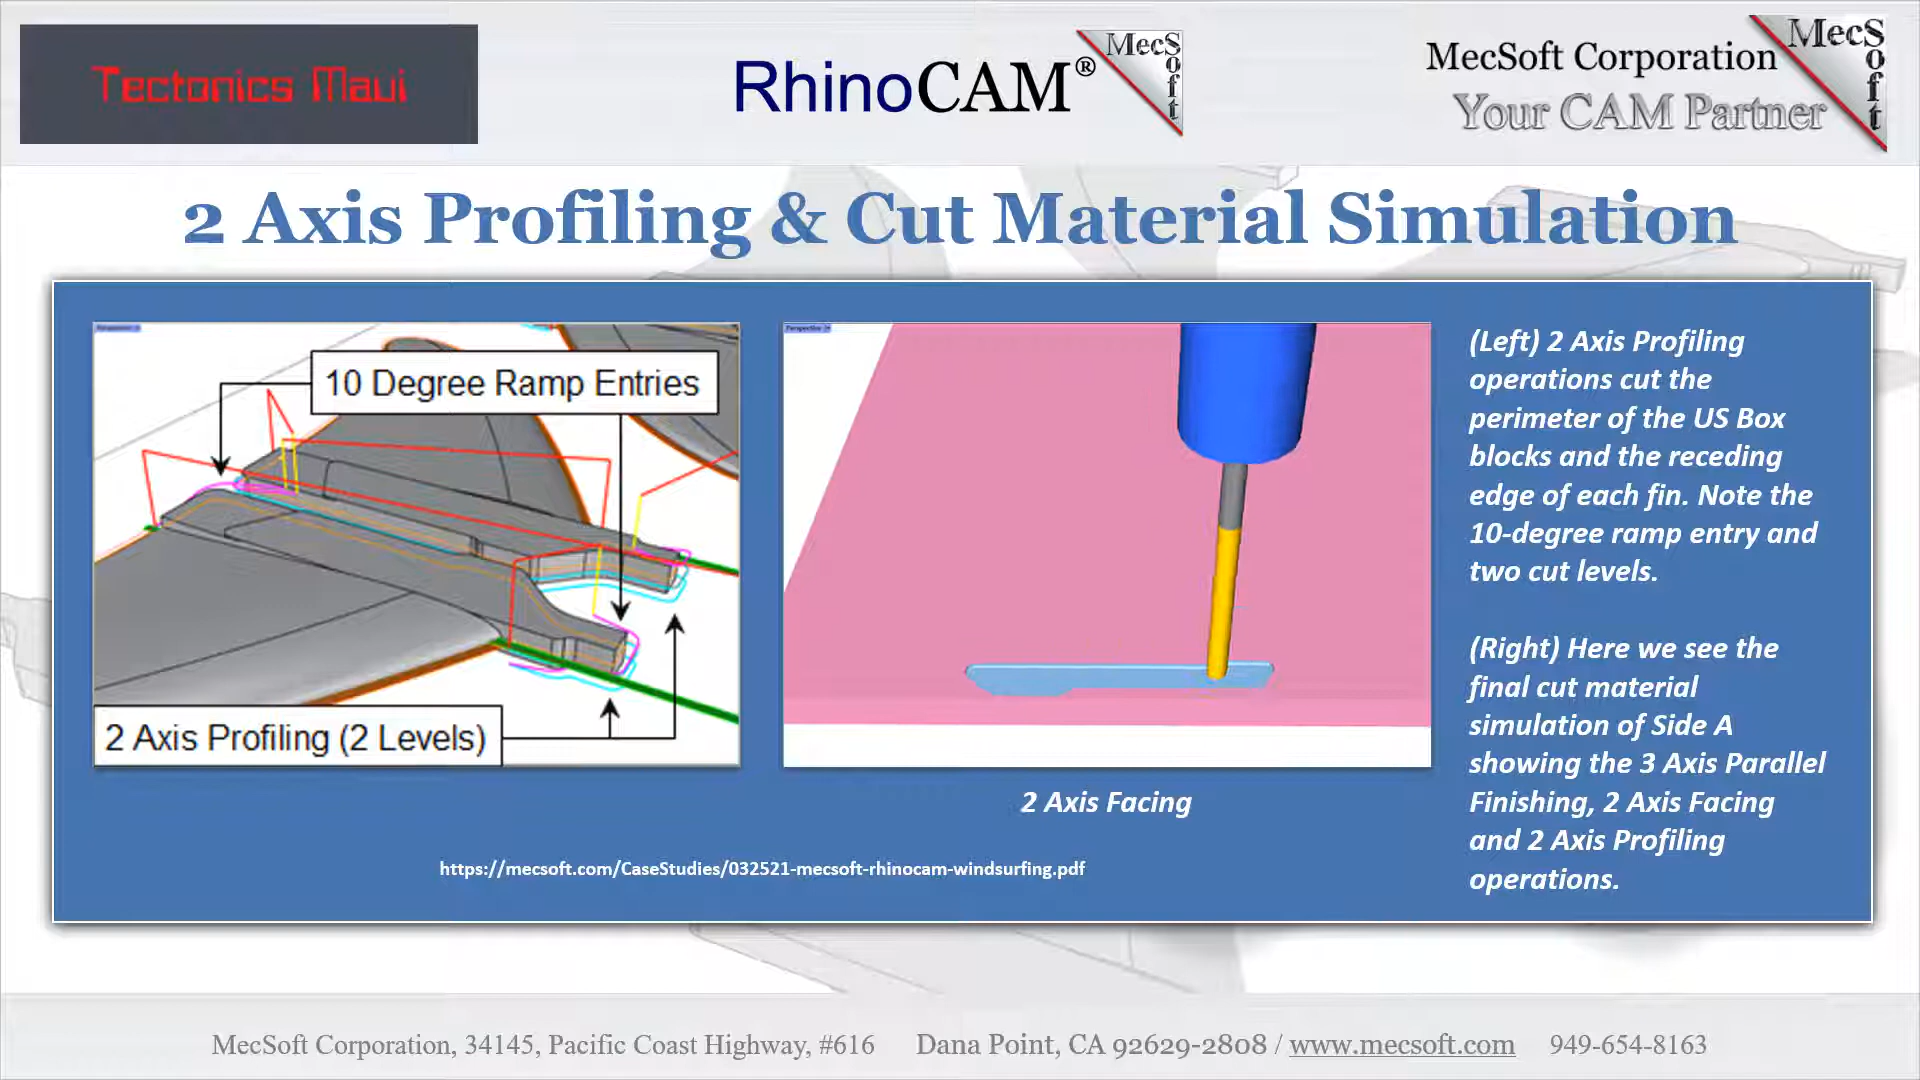 Tectonics Maui
RhinoCAM®
MecSoft
MecSoft Corporation
Your CAM Partner
MecSoft
2 Axis Profiling & Cut Material Simulation
Perspective
10 Degree Ramp Entries
2 Axis Profiling (2 Levels)
Perspective
2 Axis Facing
https://mecsoft.com/CaseStudies/032521-mecsoft-rhinocam-windsurfing.pdf
(Left) 2 Axis Profiling
operations cut the
perimeter of the US Box
blocks and the receding
edge of each fin. Note the
10-degree ramp entry and
two cut levels.
(Right) Here we see the
final cut material
simulation of Side A
showing the 3 Axis Parallel
Finishing, 2 Axis Facing
and 2 Axis Profiling
operations.
MecSoft Corporation, 34145, Pacific Coast Highway, #616 Dana Point, CA 92629-2808 / www.mecsoft.com 949-654-8163